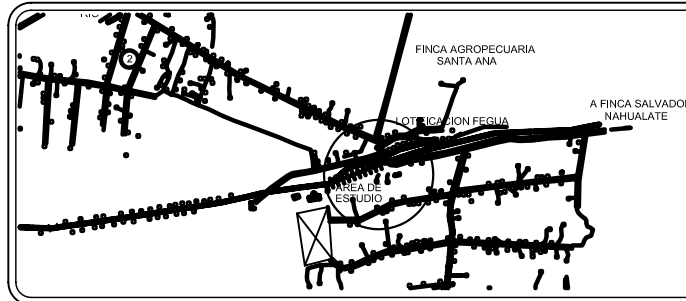 2
FINCA AGROPECUARIA
SANTA ANA
LOTIFICACION FEGUA
A FINCA SALVADOR
NAHUALATE
AREA DE
ESTUDIO